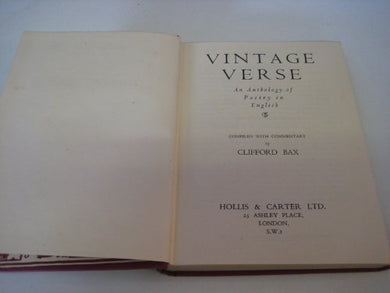 VINTAGE
VERSE
An Anthology of
Poetry in
English
COMPILED WITH COMMENTARY
by
CLIFFORD BAX
HOLLIS & CARTER LTD.
25 ASHLEY PLACE,
LONDON,
S.W.1